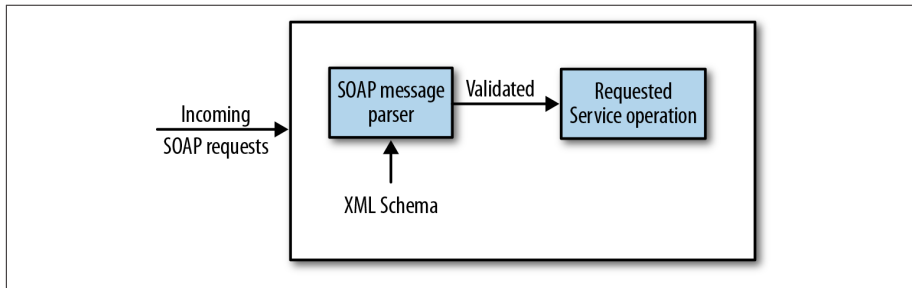 Incoming
SOAP requests
SOAP message
parser
Validated
Requested
Service operation
XML Schema